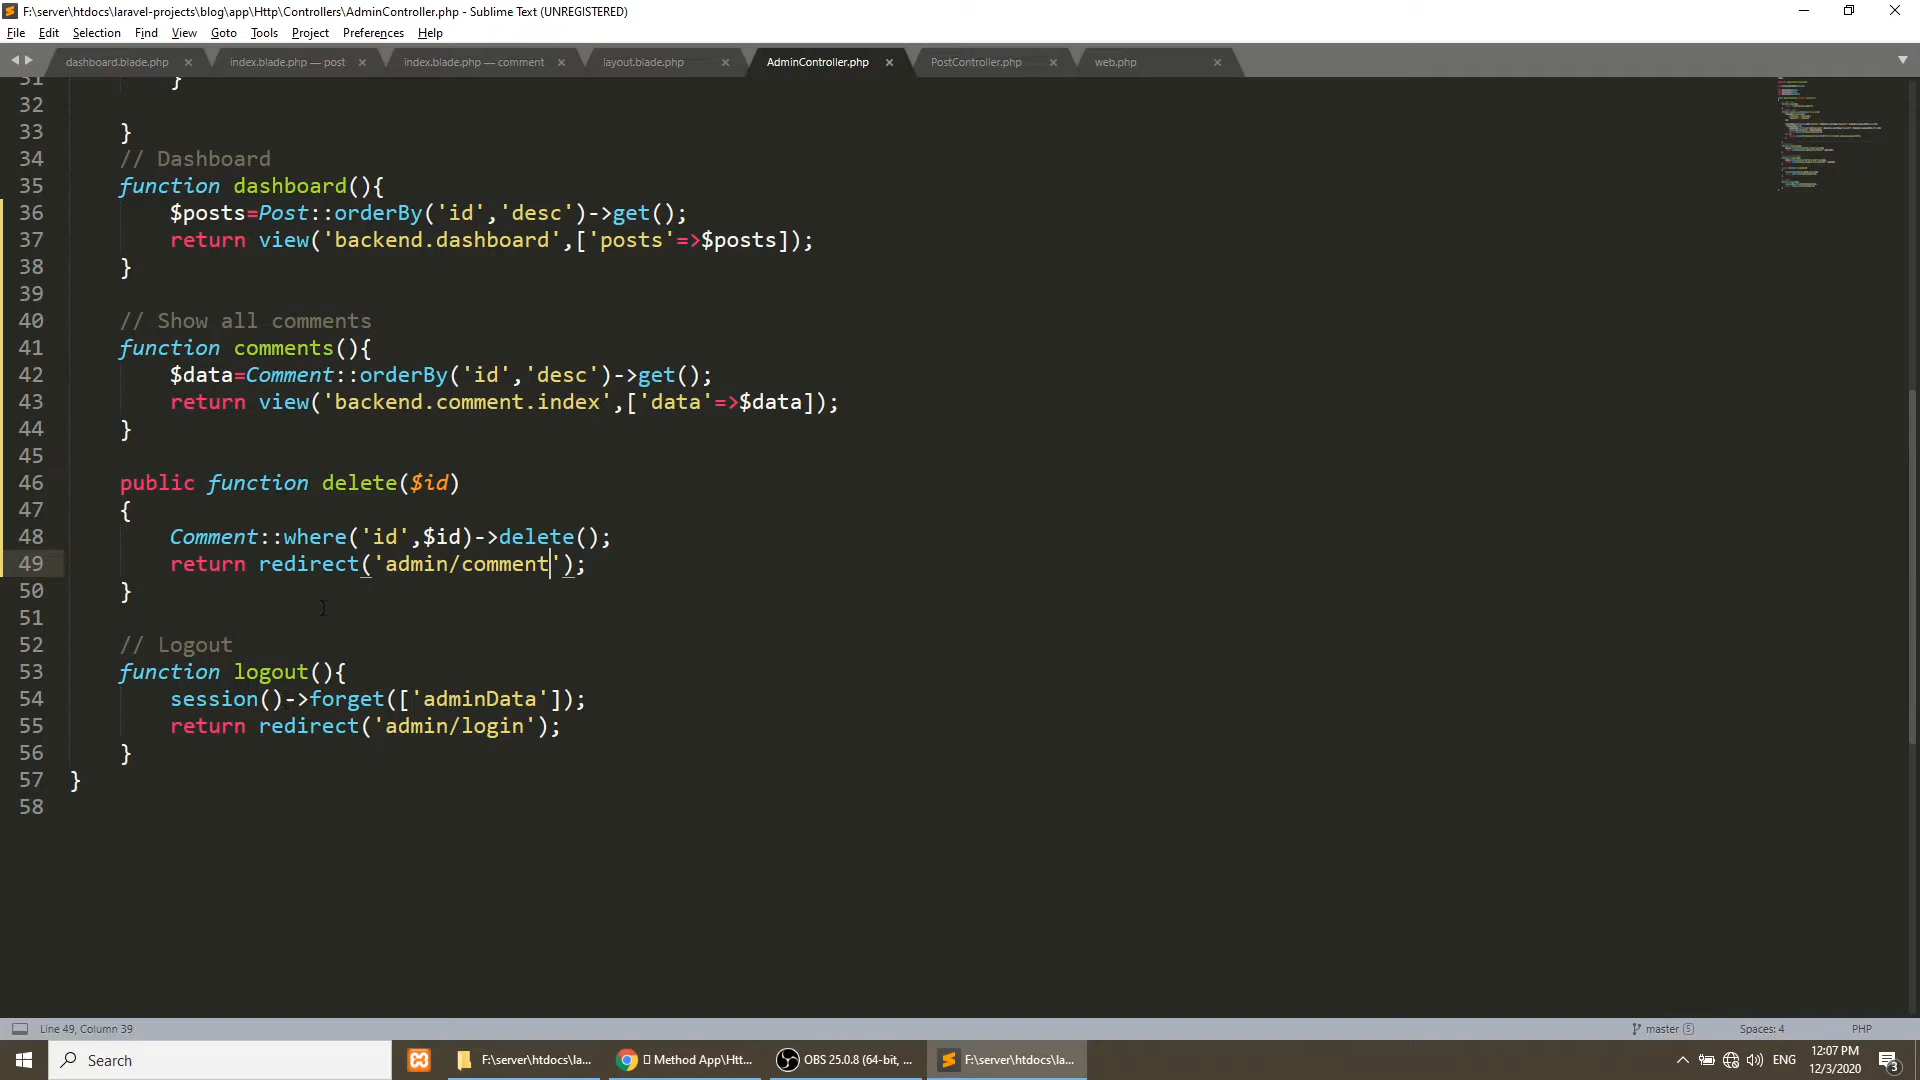 F:\server\htdocs\laravel-projects\blog\app\Http\Controllers\AdminController.php - Sublime Text (UNREGISTERED)
File Edit Selection Find View Goto Tools Project Preferences Help
dashboard.blade.php index.blade.php — post index.blade.php — comment layout.blade.php AdminController.php PostController.php web.php
31 }
32
33 }
34 // Dashboard
35 function dashboard(){
36 $posts=Post::orderBy('id','desc')->get();
37 return view('backend.dashboard',['posts'=>$posts]);
38 }
39
40 // Show all comments
41 function comments(){
42 $data=Comment::orderBy('id','desc')->get();
43 return view('backend.comment.index',['data'=>$data]);
44 }
45
46 public function delete($id)
47 {
48 Comment::where('id',$id)->delete();
49 return redirect('admin/comment');
50 }
51
52 // Logout
53 function logout(){
54 session()->forget(['adminData']);
55 return redirect('admin/login');
56 }
57 }
58
Line 49, Column 39 master 5 Spaces: 4 PHP
Search F:\server\htdocs\la... Method App\Htt... OBS 25.0.8 (64-bit, ... F:\server\htdocs\la... ENG 12:07 PM
12/3/2020 3